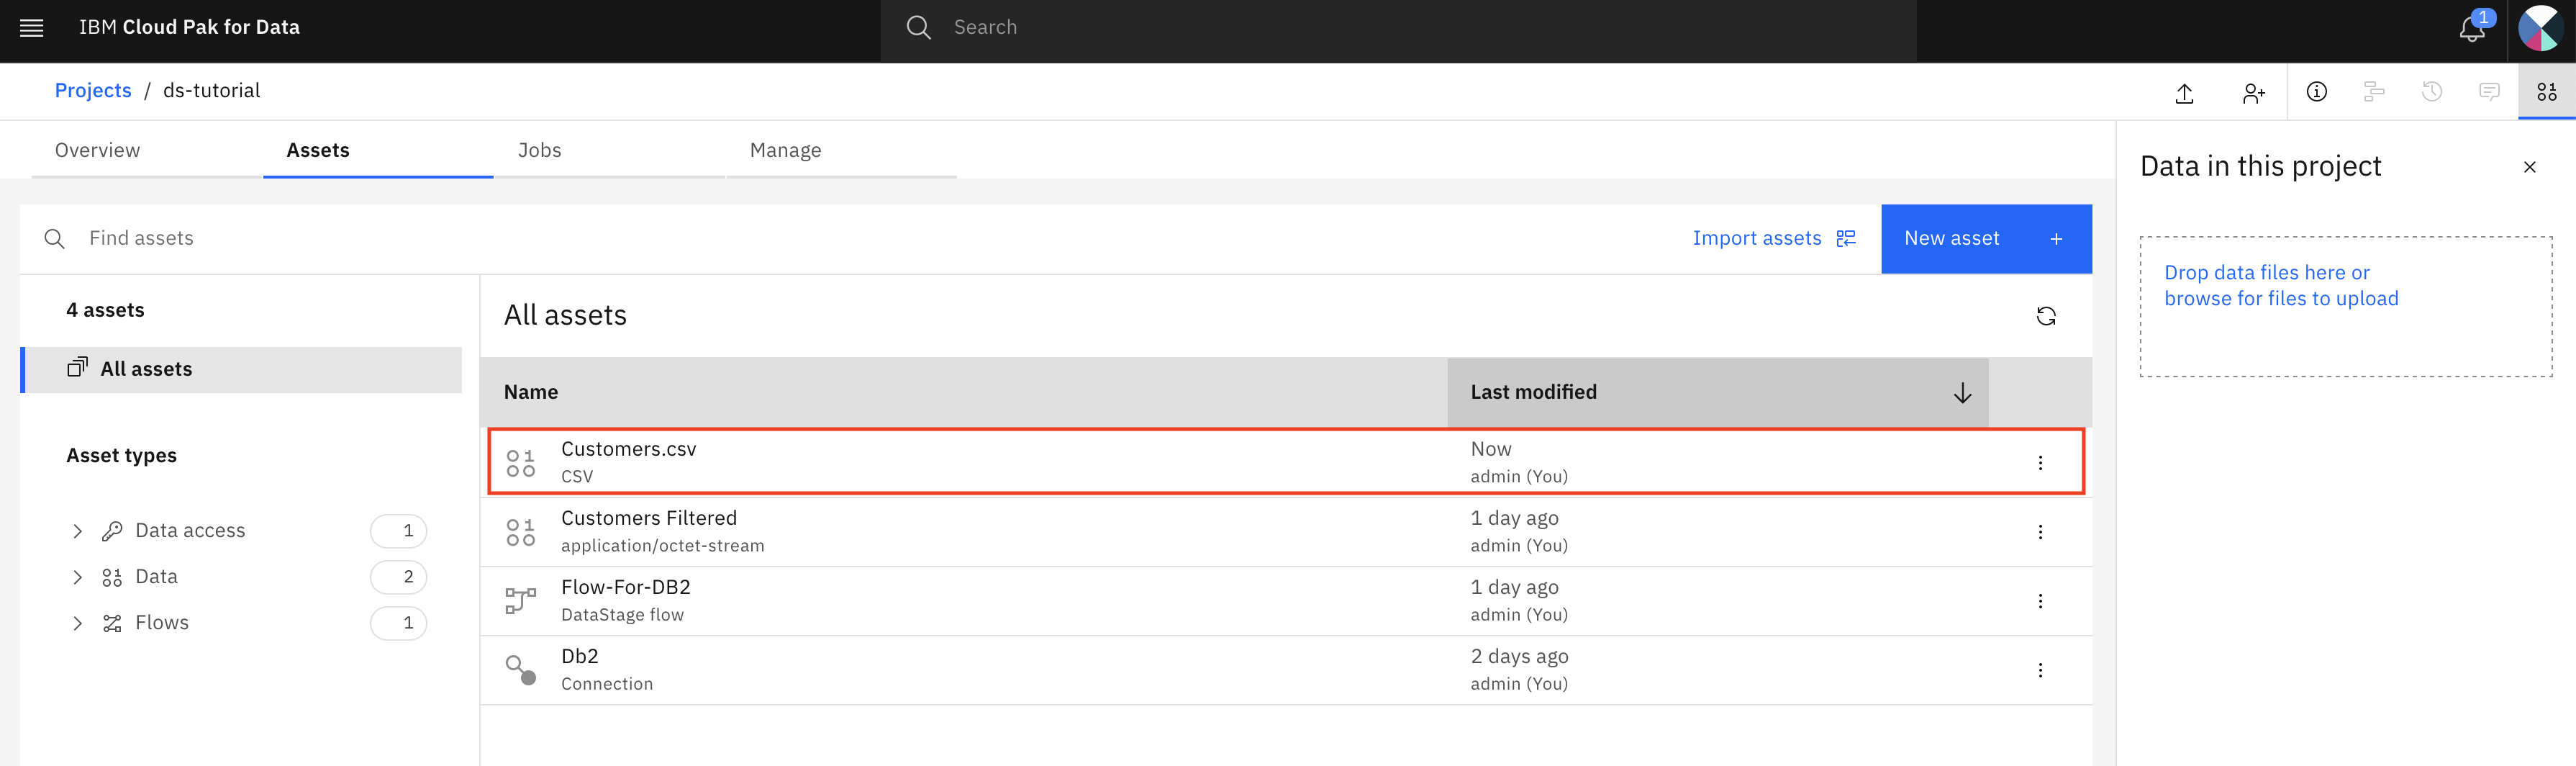 IBM Cloud Pak for Data
Search
1
Projects / ds-tutorial
Overview
Assets
Jobs
Manage
Data in this project
Find assets
Import assets
New asset +
Drop data files here or
browse for files to upload
4 assets
All assets
All assets
Name
Last modified
Customers.csv
CSV
Now
admin (You)
Asset types
Customers Filtered
application/octet-stream
1 day ago
admin (You)
Data access 1
Data 2
Flows 1
Flow-For-DB2
DataStage flow
1 day ago
admin (You)
Db2
Connection
2 days ago
admin (You)